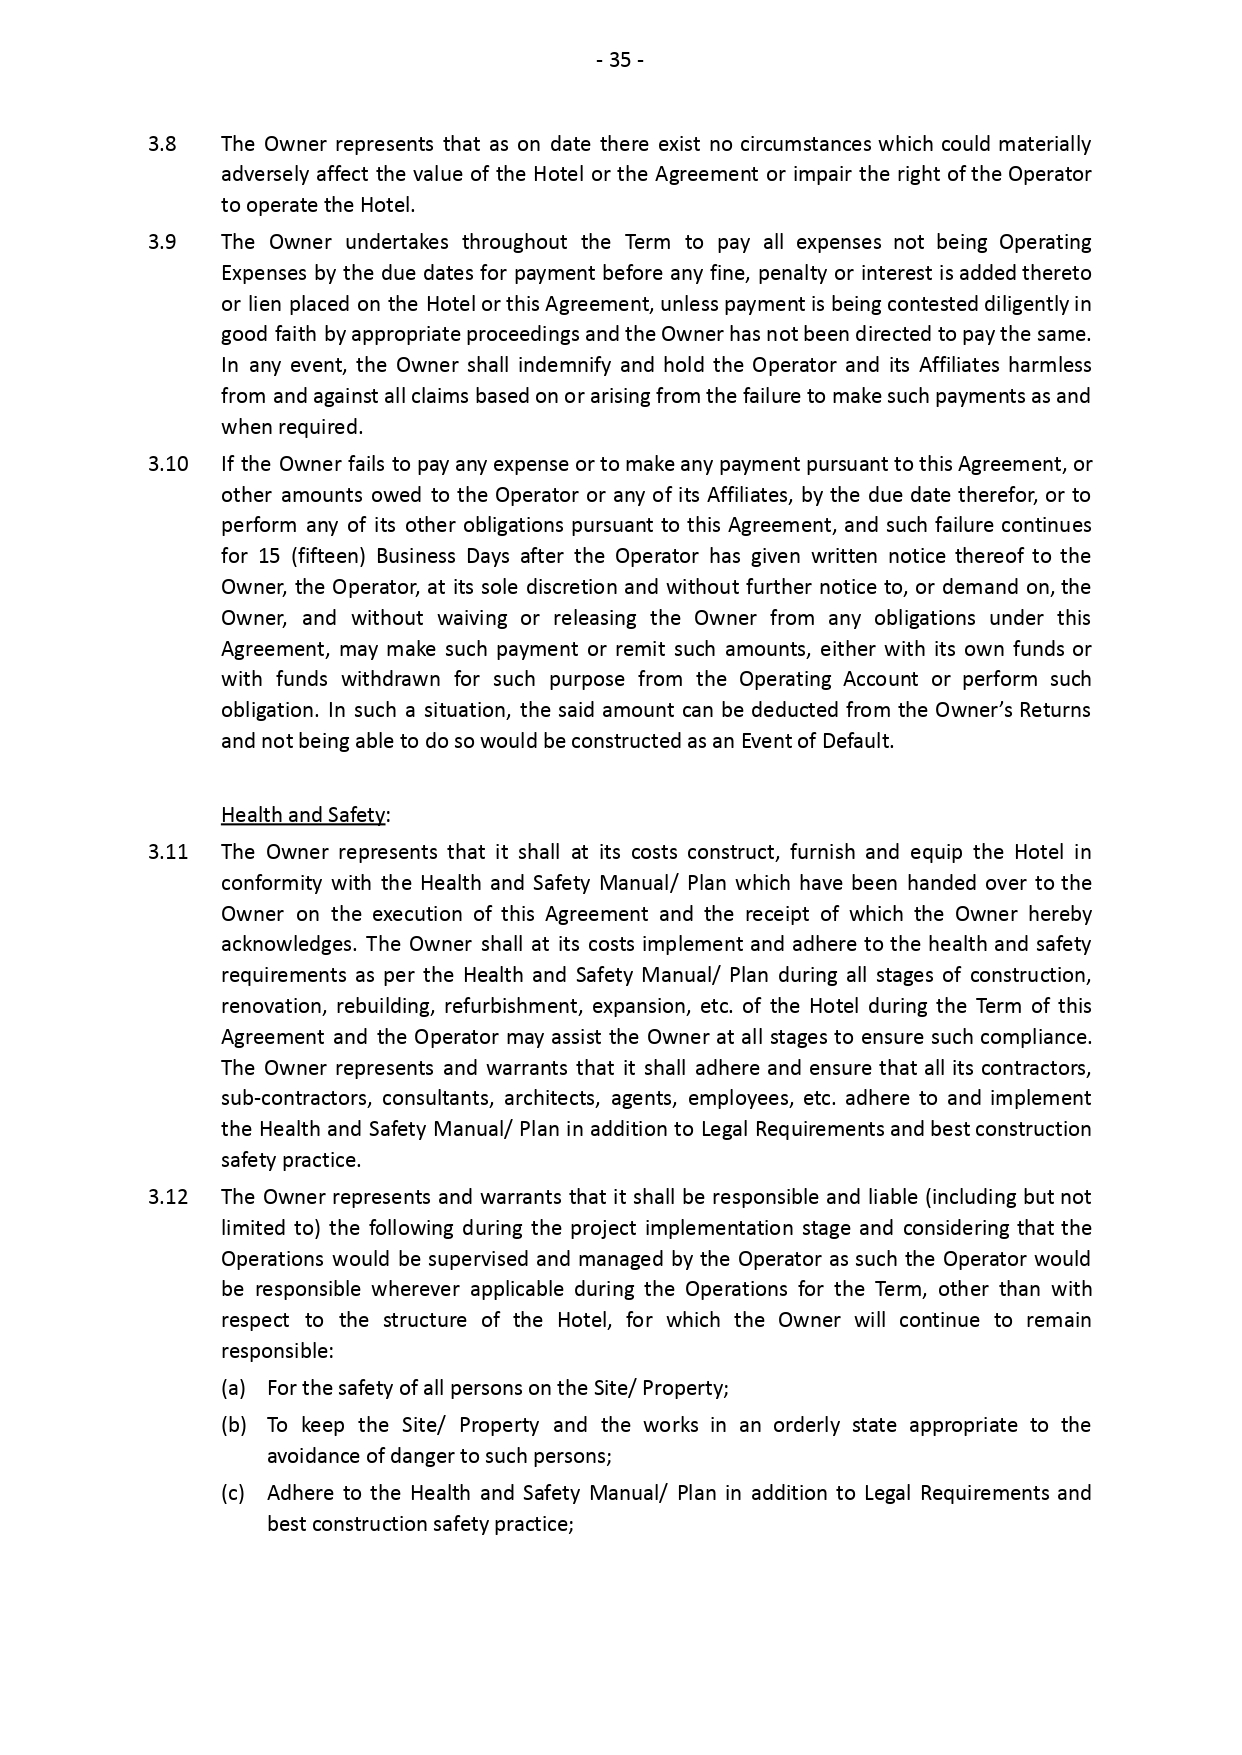 - 35 -
3.8 The Owner represents that as on date there exist no circumstances which could materially
adversely affect the value of the Hotel or the Agreement or impair the right of the Operator
to operate the Hotel.
3.9 The Owner undertakes throughout the Term to pay all expenses not being Operating
Expenses by the due dates for payment before any fine, penalty or interest is added thereto
or lien placed on the Hotel or this Agreement, unless payment is being contested diligently in
good faith by appropriate proceedings and the Owner has not been directed to pay the same.
In any event, the Owner shall indemnify and hold the Operator and its Affiliates harmless
from and against all claims based on or arising from the failure to make such payments as and
when required.
3.10 If the Owner fails to pay any expense or to make any payment pursuant to this Agreement, or
other amounts owed to the Operator or any of its Affiliates, by the due date therefor, or to
perform any of its other obligations pursuant to this Agreement, and such failure continues
for 15 (fifteen) Business Days after the Operator has given written notice thereof to the
Owner, the Operator, at its sole discretion and without further notice to, or demand on, the
Owner, and without waiving or releasing the Owner from any obligations under this
Agreement, may make such payment or remit such amounts, either with its own funds or
with funds withdrawn for such purpose from the Operating Account or perform such
obligation. In such a situation, the said amount can be deducted from the Owner’s Returns
and not being able to do so would be constructed as an Event of Default.
Health and Safety:
3.11 The Owner represents that it shall at its costs construct, furnish and equip the Hotel in
conformity with the Health and Safety Manual/ Plan which have been handed over to the
Owner on the execution of this Agreement and the receipt of which the Owner hereby
acknowledges. The Owner shall at its costs implement and adhere to the health and safety
requirements as per the Health and Safety Manual/ Plan during all stages of construction,
renovation, rebuilding, refurbishment, expansion, etc. of the Hotel during the Term of this
Agreement and the Operator may assist the Owner at all stages to ensure such compliance.
The Owner represents and warrants that it shall adhere and ensure that all its contractors,
sub-contractors, consultants, architects, agents, employees, etc. adhere to and implement
the Health and Safety Manual/ Plan in addition to Legal Requirements and best construction
safety practice.
3.12 The Owner represents and warrants that it shall be responsible and liable (including but not
limited to) the following during the project implementation stage and considering that the
Operations would be supervised and managed by the Operator as such the Operator would
be responsible wherever applicable during the Operations for the Term, other than with
respect to the structure of the Hotel, for which the Owner will continue to remain
responsible:
(a) For the safety of all persons on the Site/ Property;
(b) To keep the Site/ Property and the works in an orderly state appropriate to the
avoidance of danger to such persons;
(c) Adhere to the Health and Safety Manual/ Plan in addition to Legal Requirements and
best construction safety practice;